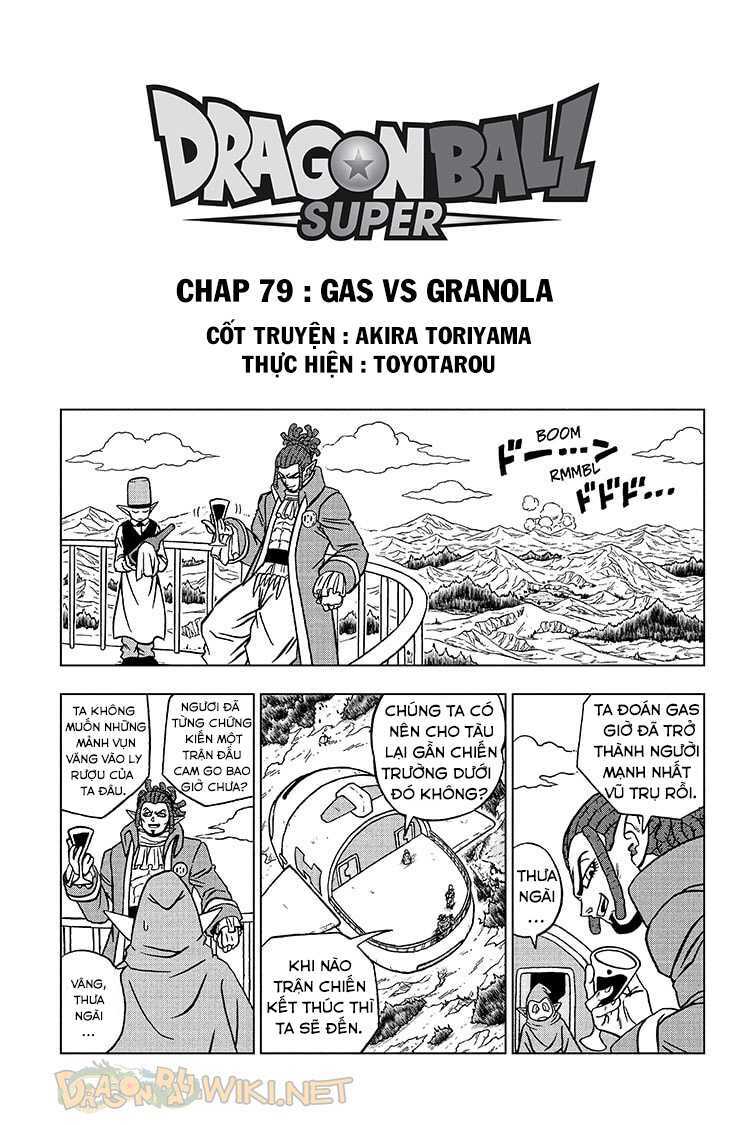 DRAGON BALL
SUPER
CHAP 79 : GAS VS GRANOLA
CỐT TRUYỆN : AKIRA TORIYAMA
THỰC HIỆN : TOYOTAROU
BOOM
ドーー…ン
RMMBL
ドドド…
TA ĐOÁN GAS
GIỜ ĐÃ TRỞ
THÀNH NGƯỜI
MẠNH NHẤT
VŨ TRỤ RỒI.
THƯA
NGÀI
...
CHÚNG TA CÓ
NÊN CHO TÀU
LẠI GẦN CHIẾN
TRƯỜNG DƯỚI
ĐÓ KHÔNG?
KHI NÀO
TRẬN CHIẾN
KẾT THÚC THÌ
TA SẼ ĐẾN.
NGƯƠI ĐÃ
TỪNG CHỨNG
KIẾN MỘT
TRẬN ĐẤU
CAM GO BAO
GIỜ CHƯA?
TA KHÔNG
MUỐN NHỮNG
MẢNH VỤN
VĂNG VÀO LY
RƯỢU CỦA
TA ĐÂU.
VÂNG,
THƯA
NGÀI
...
DRAGONBALLWIKI.NET